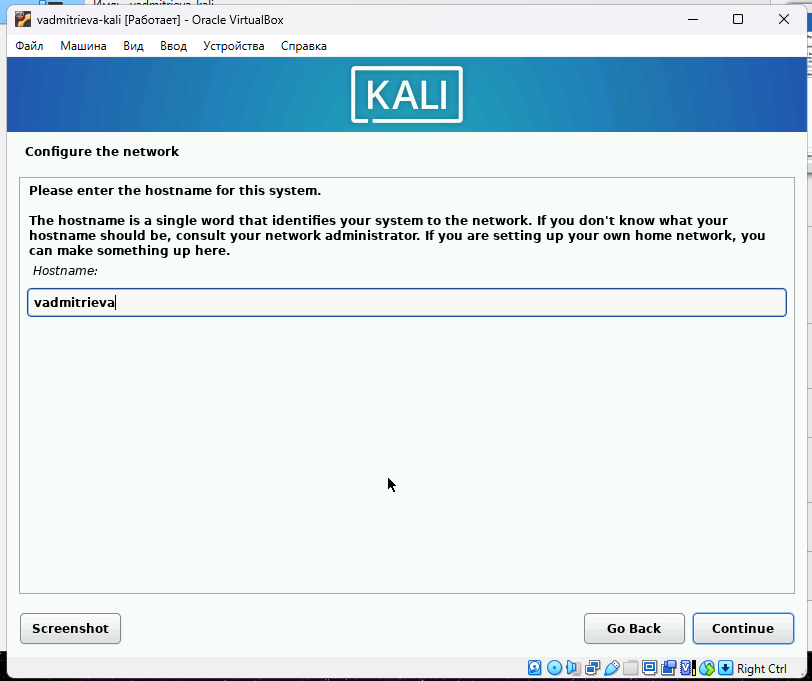 vadmitrieva-kali [Работает] - Oracle VirtualBox
Файл Машина Вид Ввод Устройства Справка
KALI
Configure the network
Please enter the hostname for this system.
The hostname is a single word that identifies your system to the network. If you don't know what your
hostname should be, consult your network administrator. If you are setting up your own home network, you
can make something up here.
Hostname:
vadmitrieva
Screenshot Go Back Continue
Right Ctrl